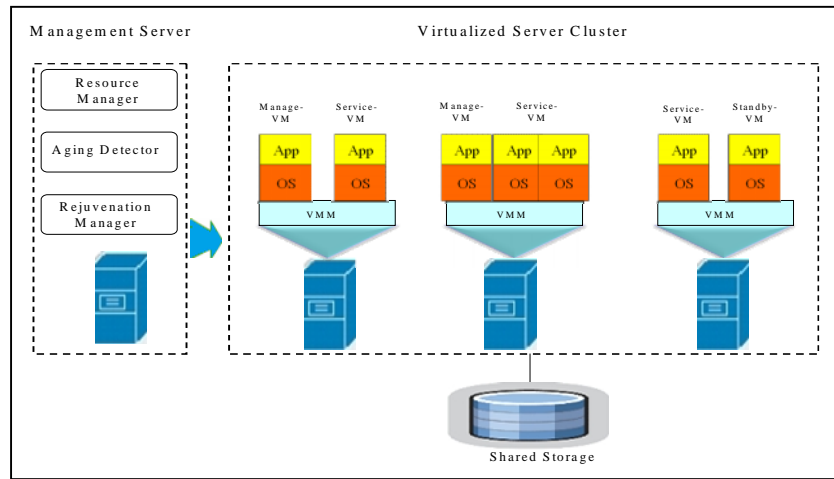 Management Server
Virtualized Server Cluster
Resource
Manager
Aging Detector
Rejuvenation
Manager
Manage-
VM
Service-
VM
Manage-
VM
Service-
VM
Service-
VM
Standby-
VM
App
App
App
App
App
App
App
OS
OS
OS
OS
OS
OS
OS
VMM
VMM
VMM
Shared Storage